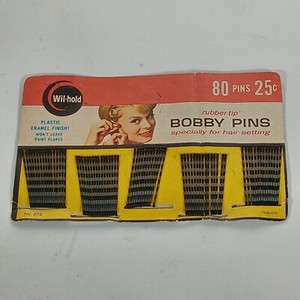 Wil-hold
PLASTIC
ENAMEL FINISH!
WON'T LEAVE
PAINT FLAKES
80 PINS 25¢
rubber tip
BOBBY PINS
specially for hair setting